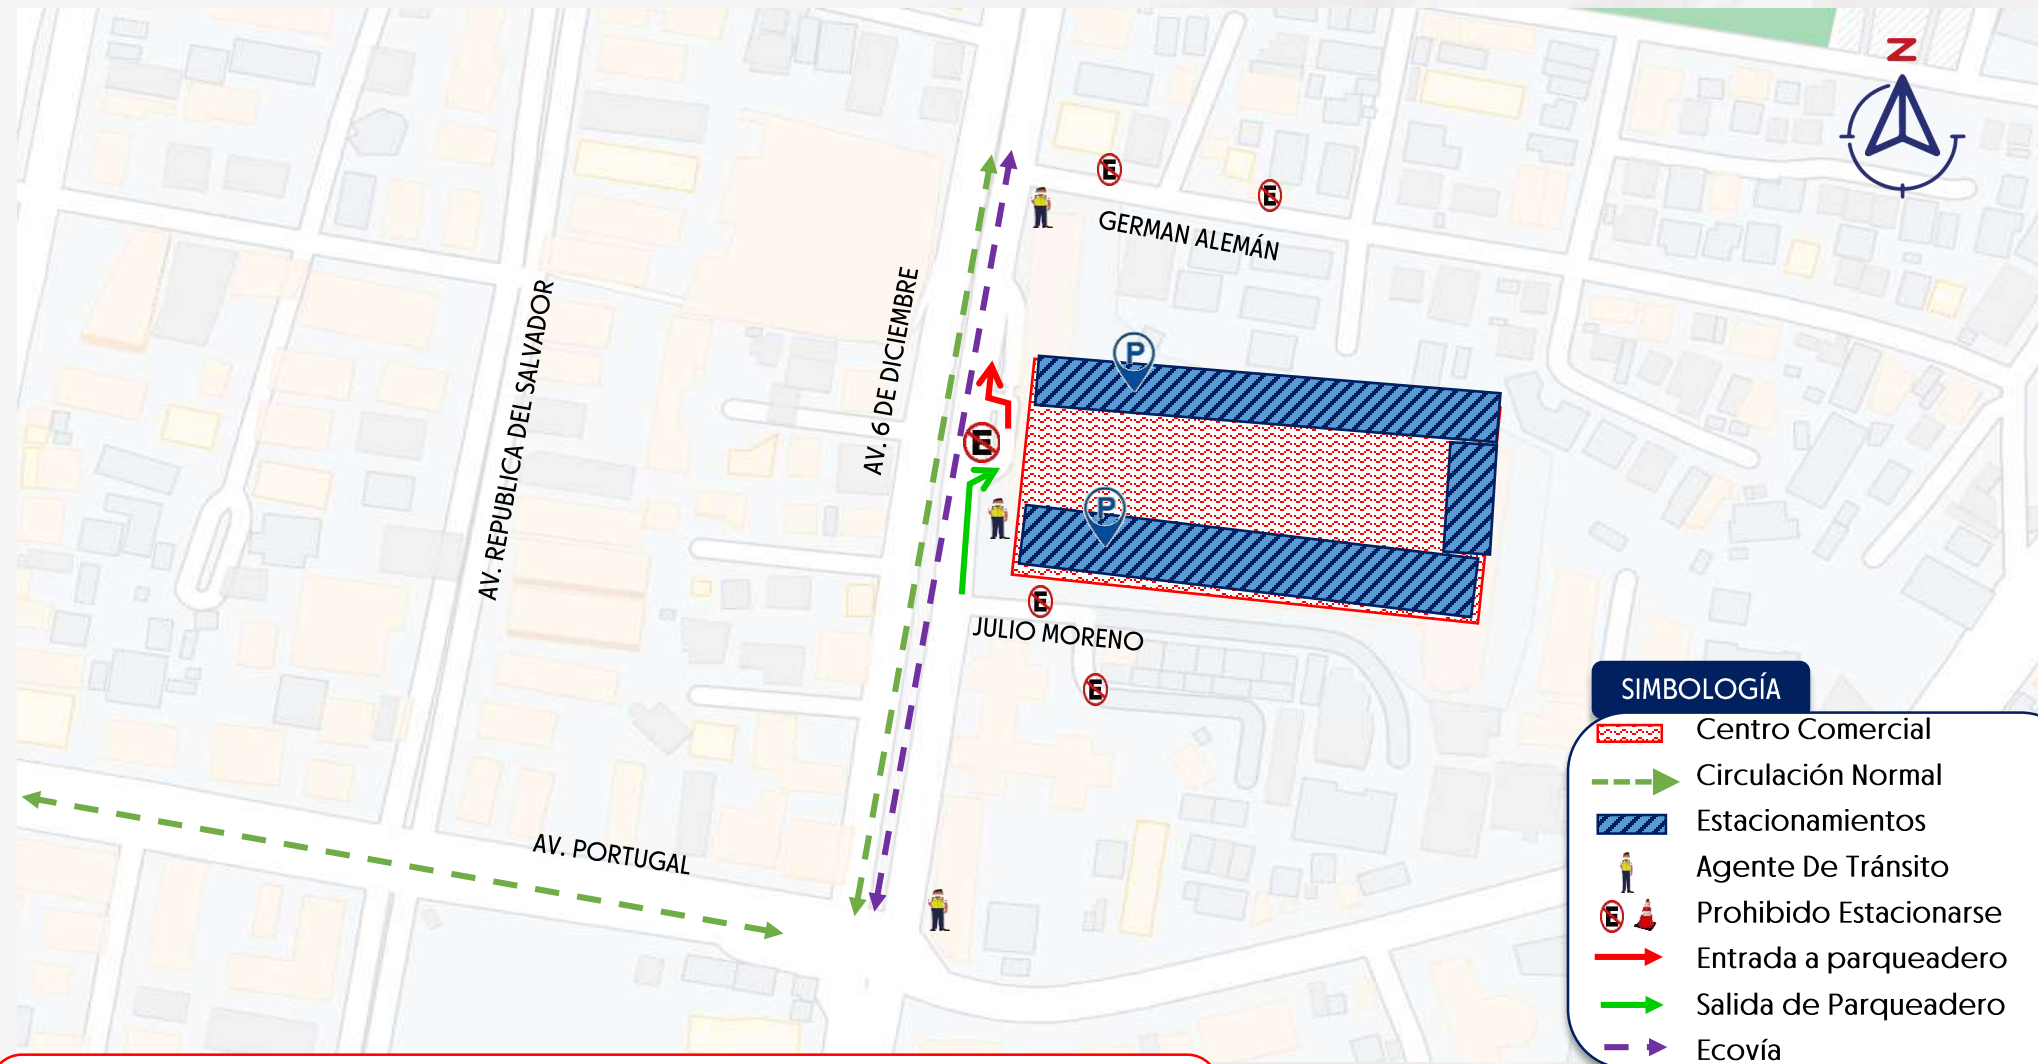 N
E
E
GERMAN ALEMÁN
AV. REPUBLICA DEL SALVADOR
AV. 6 DE DICIEMBRE
P
E
P
E
JULIO MORENO
E
AV. PORTUGAL
SIMBOLOGÍA
Centro Comercial
Circulación Normal
Estacionamientos
Agente De Tránsito
E Prohibido Estacionarse
Entrada a parqueadero
Salida de Parqueadero
Ecovía